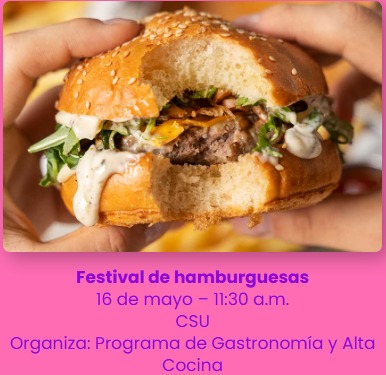 Festival de hamburguesas
16 de mayo – 11:30 a.m.
CSU
Organiza: Programa de Gastronomía y Alta
Cocina